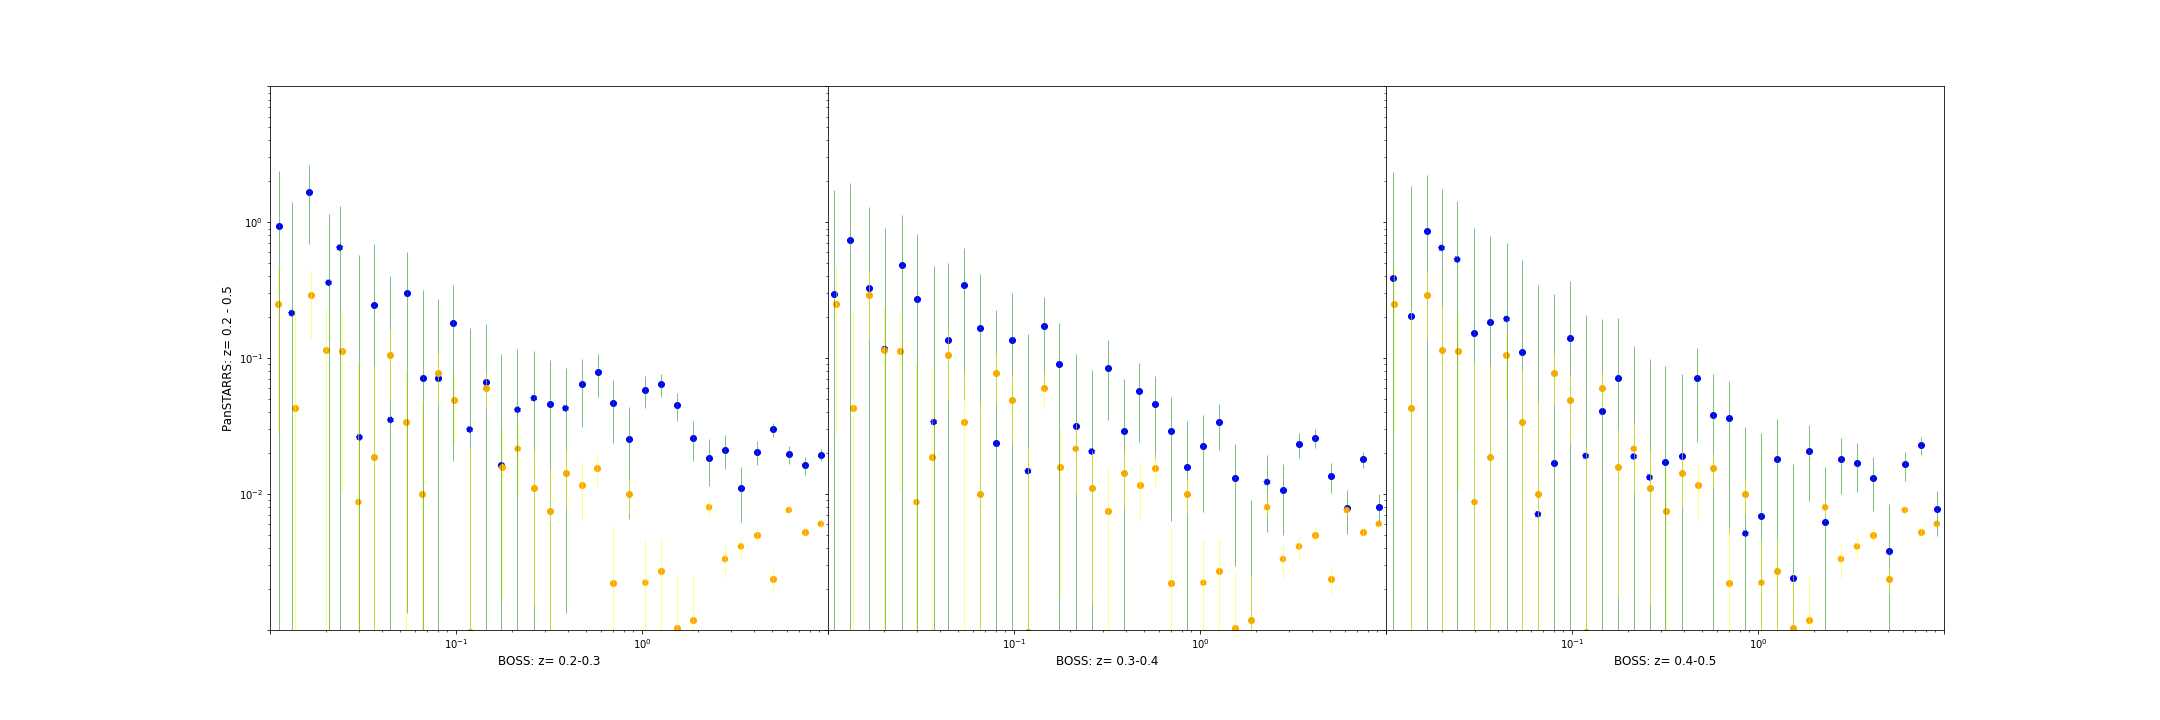 PanSTARRS: z= 0.2 - 0.5
10⁰
10⁻¹
10⁻²
10⁻¹ 10⁰ 10⁻¹ 10⁰ 10⁻¹ 10⁰
BOSS: z= 0.2-0.3 BOSS: z= 0.3-0.4 BOSS: z= 0.4-0.5